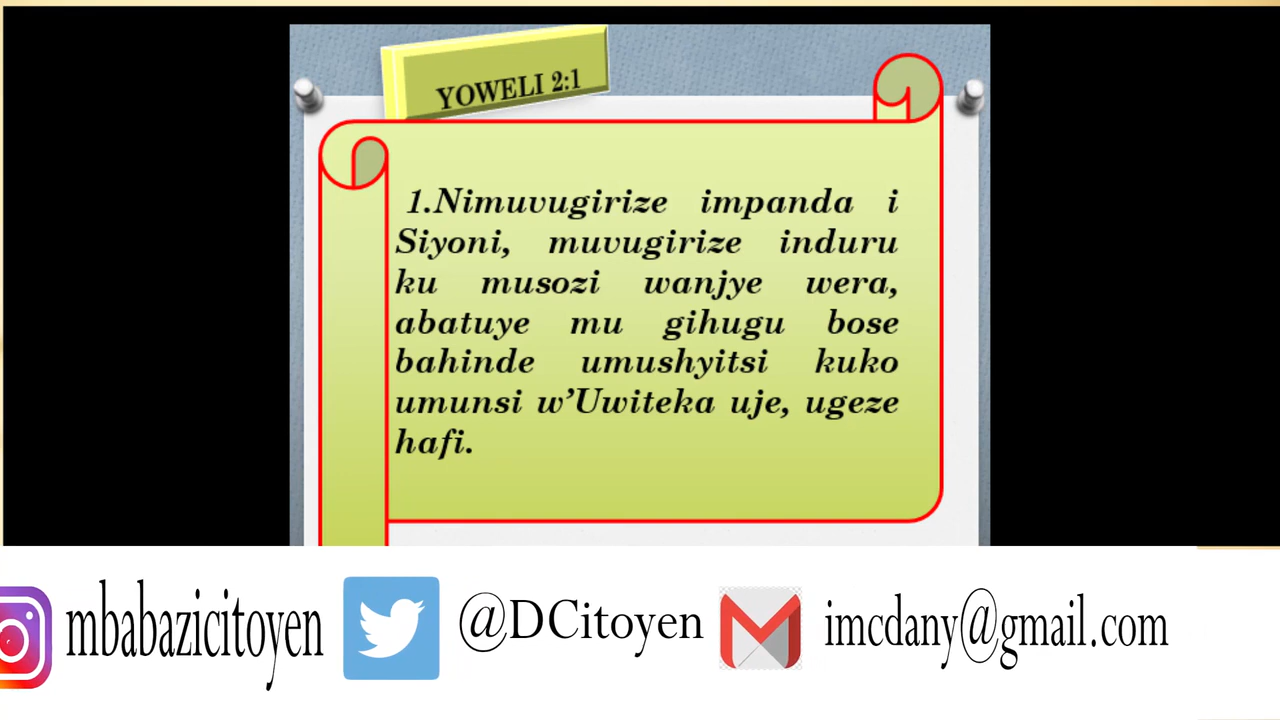 YOWELI 2:1
1.Nimuvugirize impanda i
Siyoni, muvugirize induru
ku musozi wanjye wera,
abatuye mu gihugu bose
bahinde umushyitsi kuko
umunsi w’Uwiteka uje, ugeze
hafi.
mbabazicitoyen @DCitoyen imcdany@gmail.com